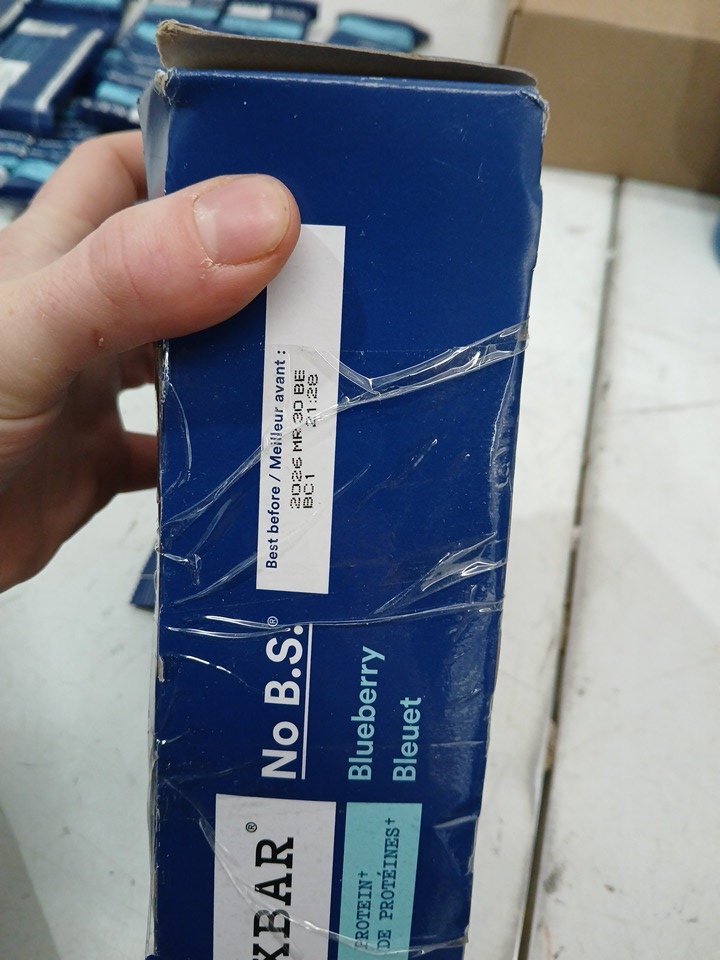 Best before / Meilleur avant :
2026 MR 30 BE
BC1 21:28
No B.S.®
Blueberry
Bleuet
XBAR®
PROTEIN†
DE PROTÉINES†